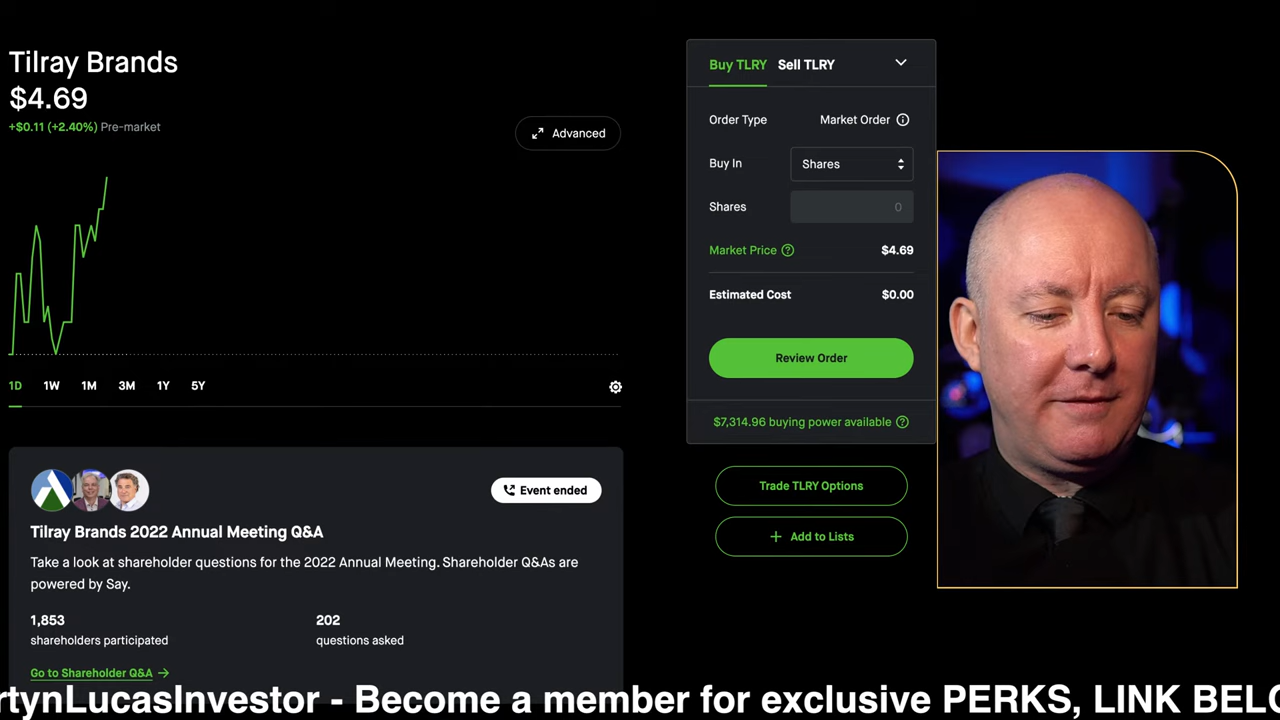 Tilray Brands
$4.69
+$0.11 (+2.40%) Pre-market
Advanced
1D 1W 1M 3M 1Y 5Y
Buy TLRY Sell TLRY
Order Type Market Order
Buy In Shares
Shares 0
Market Price $4.69
Estimated Cost $0.00
Review Order
$7,314.96 buying power available
Trade TLRY Options
+ Add to Lists
Event ended
Tilray Brands 2022 Annual Meeting Q&A
Take a look at shareholder questions for the 2022 Annual Meeting. Shareholder Q&As are
powered by Say.
1,853 202
shareholders participated questions asked
Go to Shareholder Q&A →
rtynLucasInvestor - Become a member for exclusive PERKS, LINK BELO